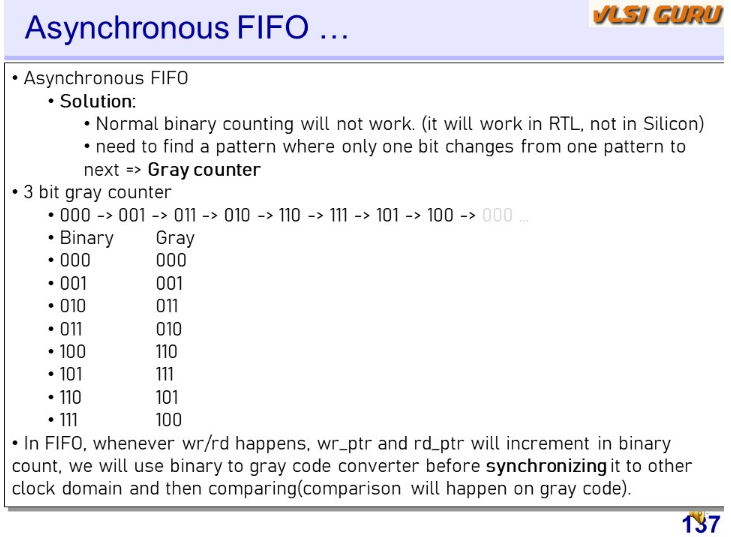 Asynchronous FIFO …
VLSI GURU
• Asynchronous FIFO
• Solution:
• Normal binary counting will not work. (it will work in RTL, not in Silicon)
• need to find a pattern where only one bit changes from one pattern to
next => Gray counter
• 3 bit gray counter
• 000 -> 001 -> 011 -> 010 -> 110 -> 111 -> 101 -> 100 -> 000 ...
• Binary Gray
• 000 000
• 001 001
• 010 011
• 011 010
• 100 110
• 101 111
• 110 101
• 111 100
• In FIFO, whenever wr/rd happens, wr_ptr and rd_ptr will increment in binary
count, we will use binary to gray code converter before synchronizing it to other
clock domain and then comparing(comparison will happen on gray code).
137